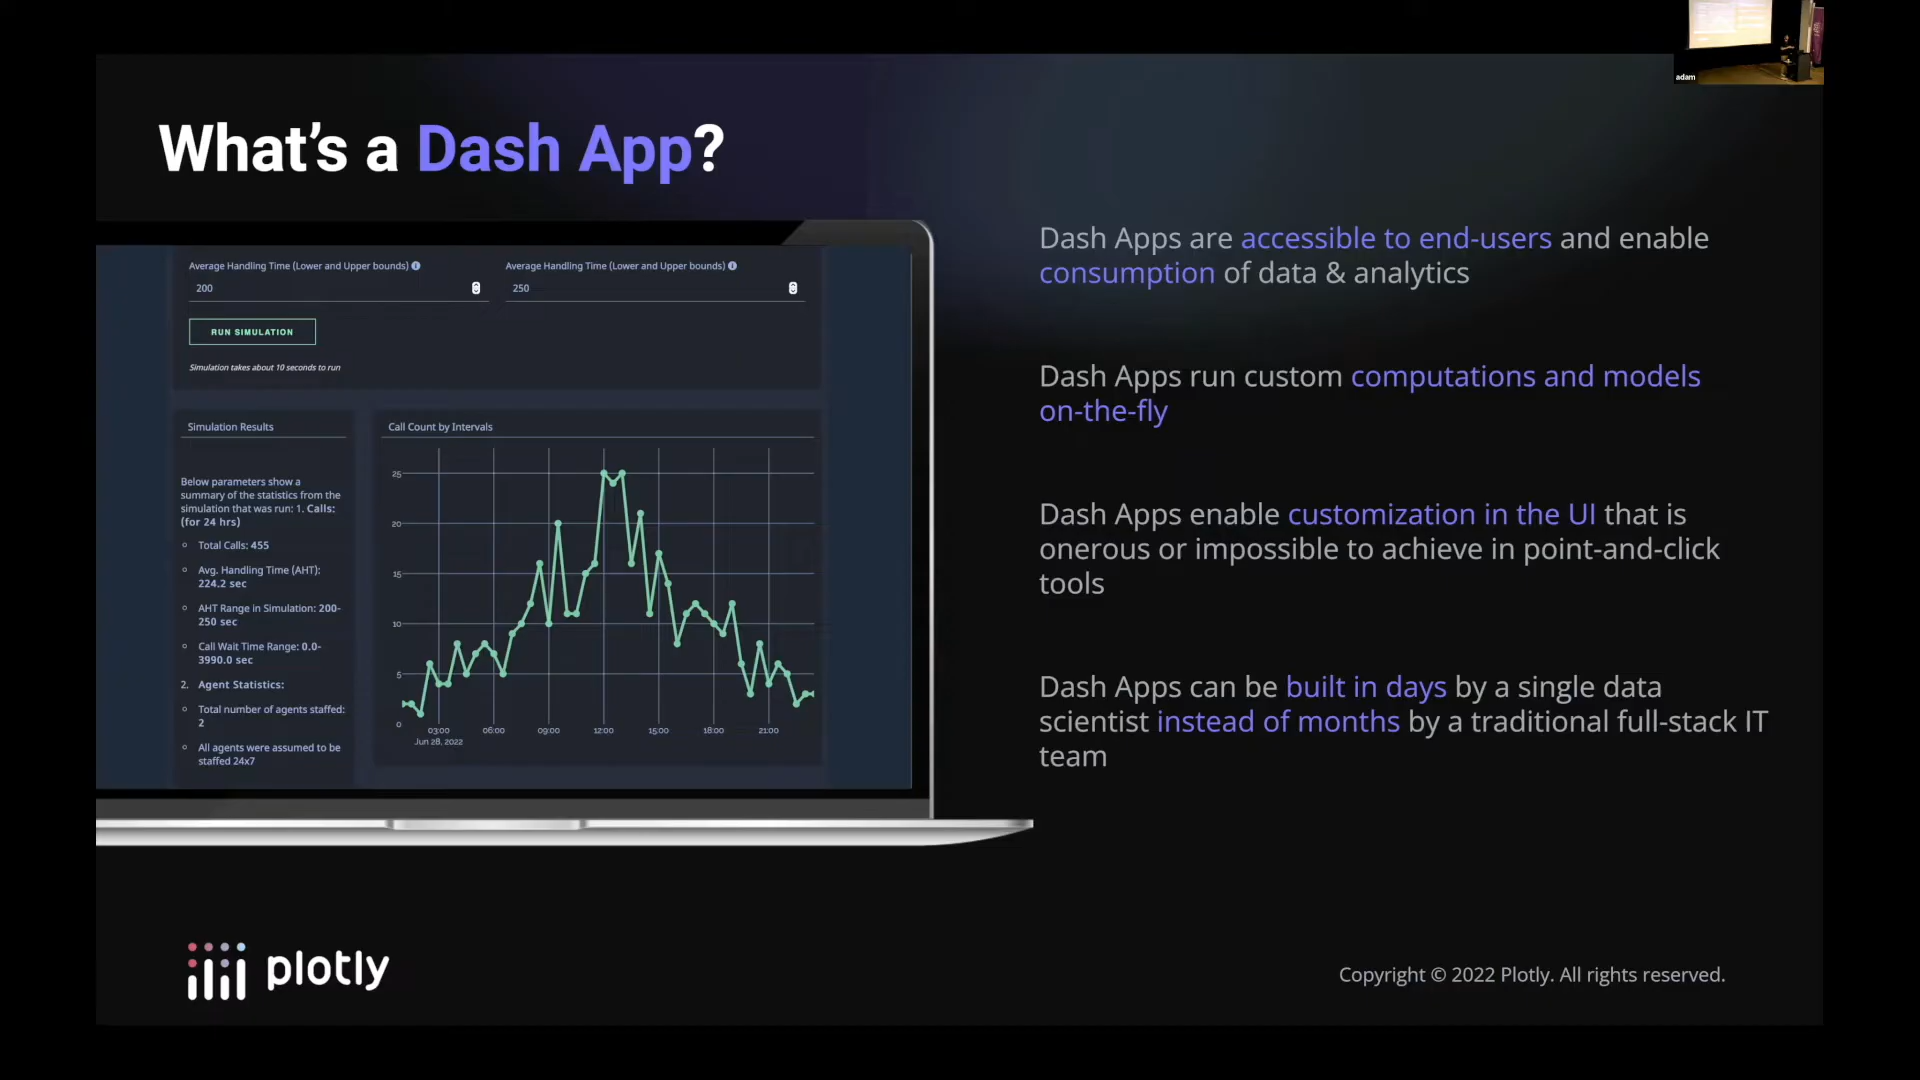 adam
What's a Dash App?
Average Handling Time (Lower and Upper bounds)
200
Average Handling Time (Lower and Upper bounds)
250
RUN SIMULATION
Simulation takes about 10 seconds to run
Simulation Results
Below parameters show a
summary of the statistics from the
simulation that was run: 1. Calls:
(for 24 hrs)
Total Calls: 455
Avg. Handling Time (AHT):
224.2 sec
AHT Range in Simulation: 200-
250 sec
Call Wait Time Range: 0.0-
3990.0 sec
2. Agent Statistics:
Total number of agents staffed:
2
All agents were assumed to be
staffed 24x7
Call Count by Intervals
25
20
15
10
5
0
03:00 06:00 09:00 12:00 15:00 18:00 21:00
Jun 28, 2022
Dash Apps are accessible to end-users and enable
consumption of data & analytics
Dash Apps run custom computations and models
on-the-fly
Dash Apps enable customization in the UI that is
onerous or impossible to achieve in point-and-click
tools
Dash Apps can be built in days by a single data
scientist instead of months by a traditional full-stack IT
team
plotly
Copyright © 2022 Plotly. All rights reserved.